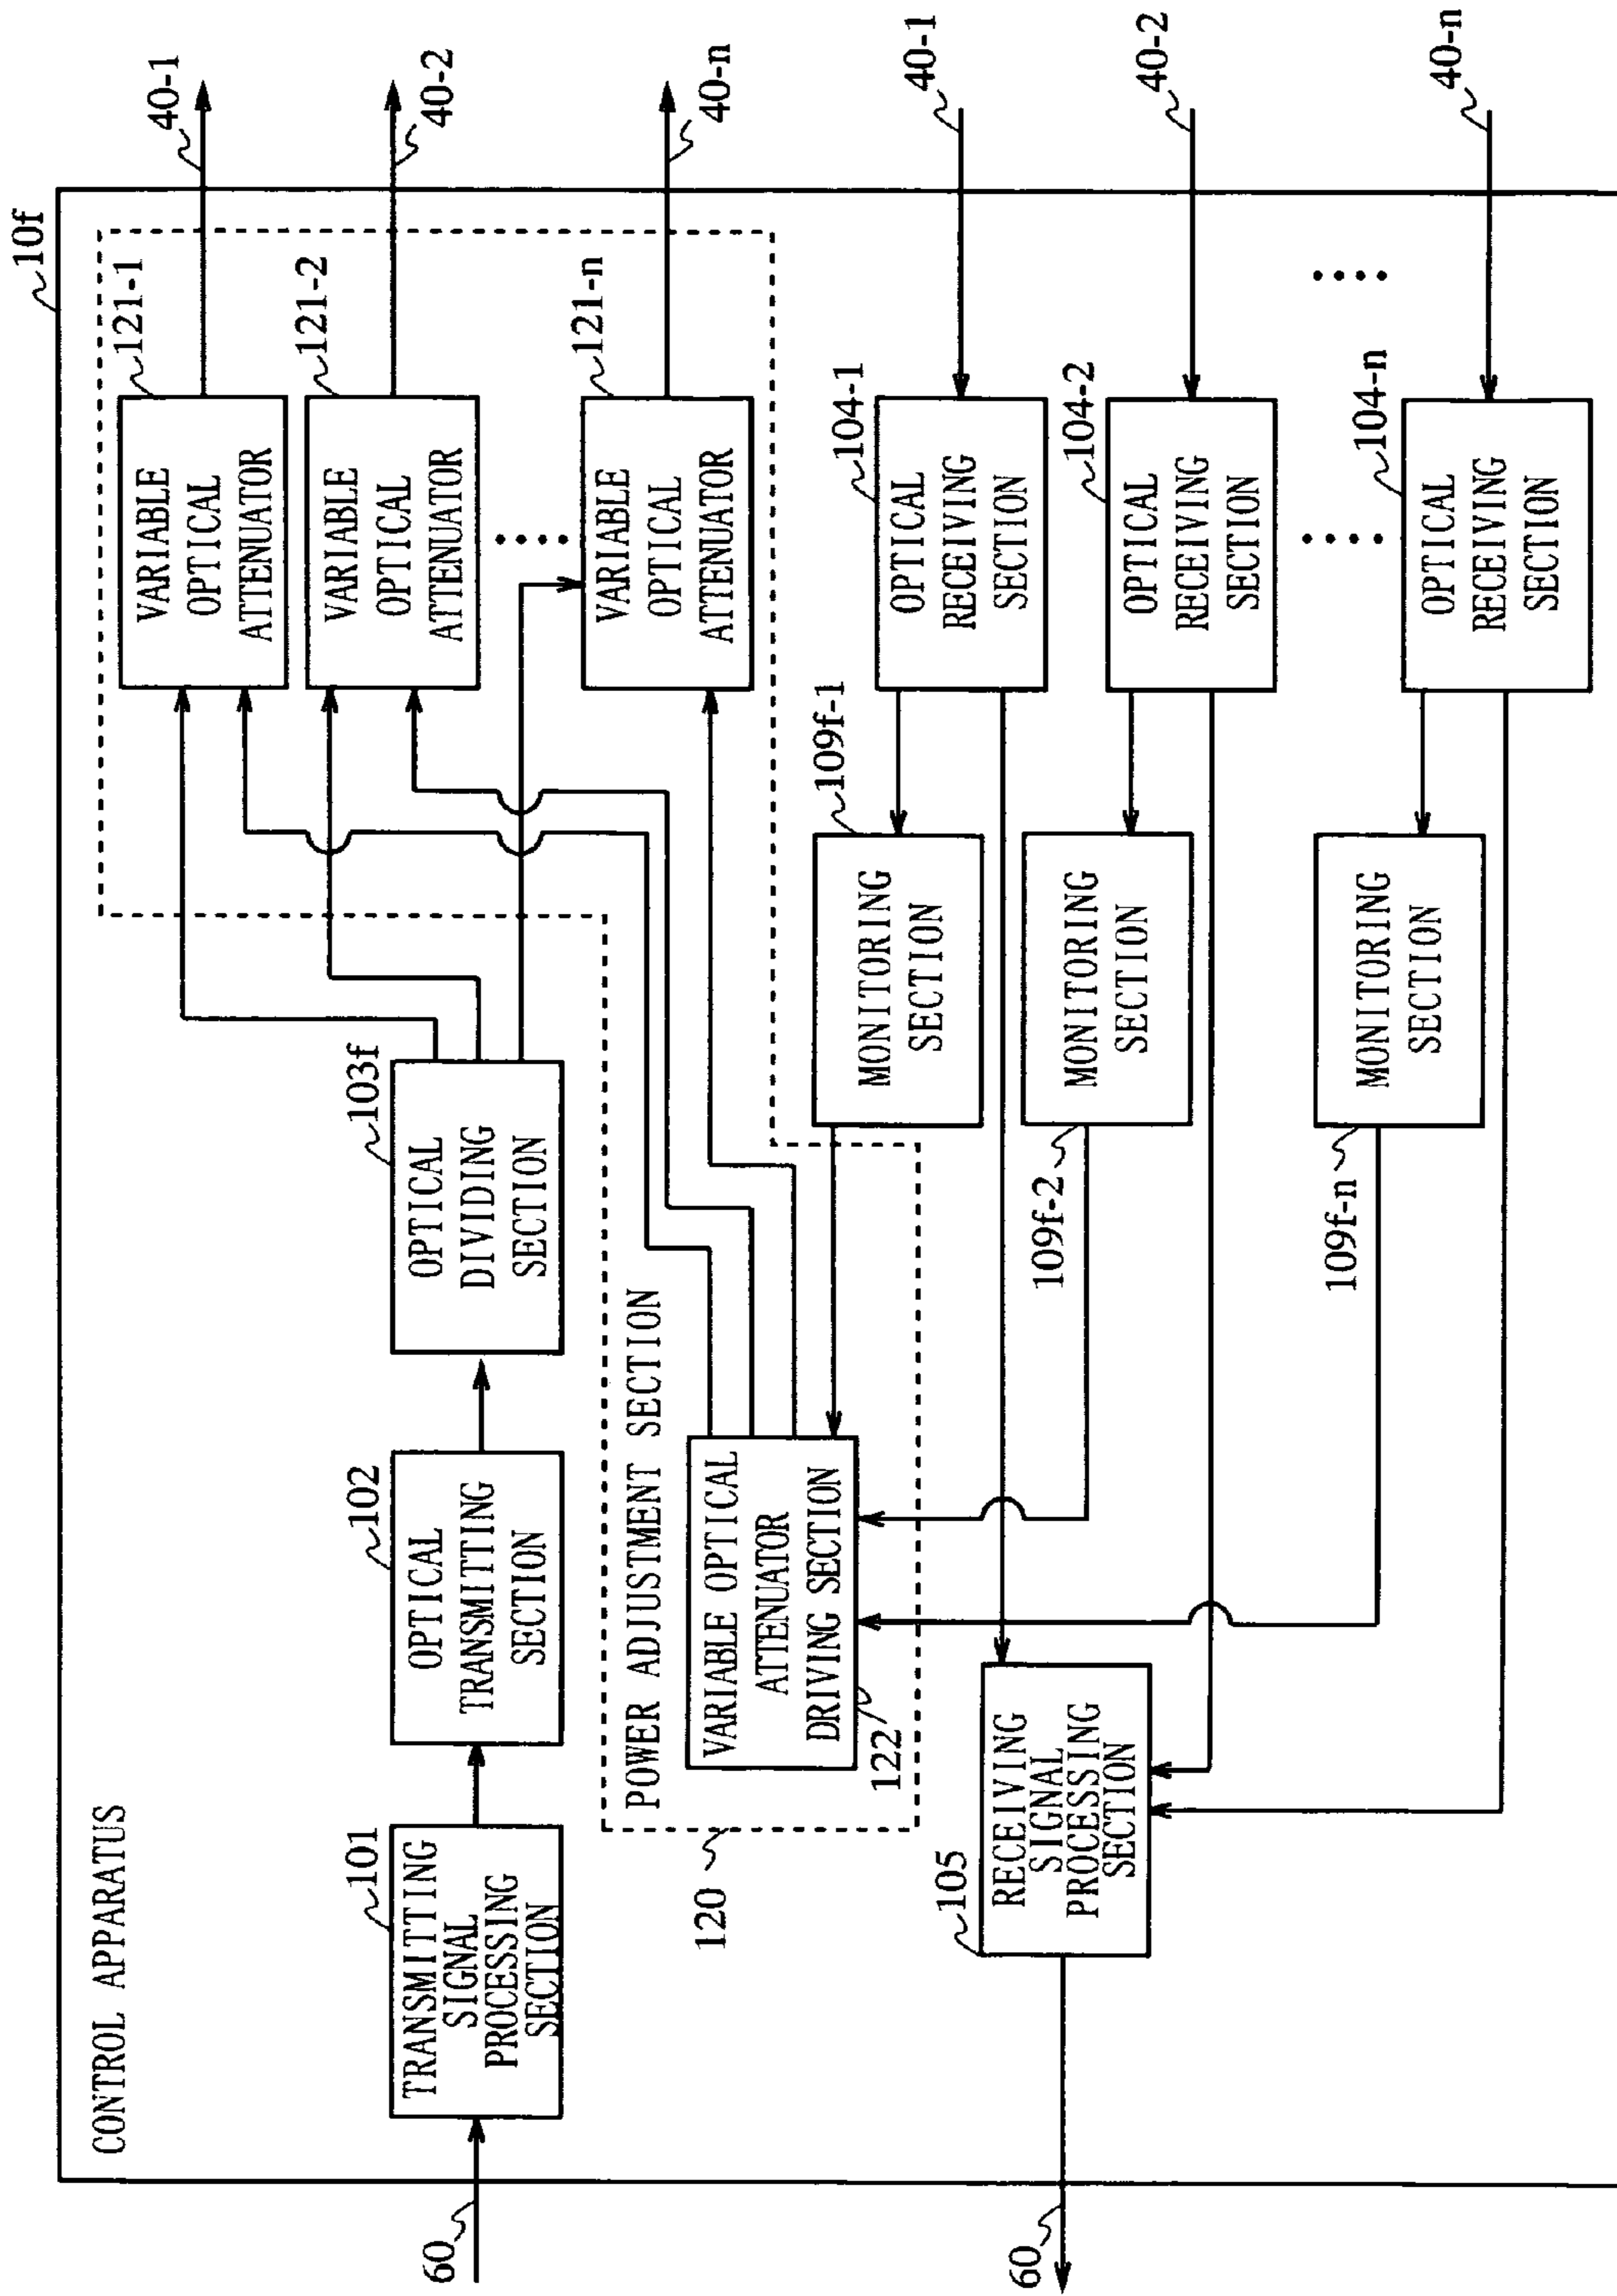 10f
CONTROL APPARATUS
60
101
TRANSMITTING
SIGNAL
PROCESSING
SECTION
102
OPTICAL
TRANSMITTING
SECTION
103f
OPTICAL
DIVIDING
SECTION
121-1
VARIABLE
OPTICAL
ATTENUATOR
40-1
121-2
VARIABLE
OPTICAL
ATTENUATOR
40-2
121-n
VARIABLE
OPTICAL
ATTENUATOR
40-n
120
POWER ADJUSTMENT SECTION
VARIABLE OPTICAL
ATTENUATOR
DRIVING SECTION
122
109f-1
MONITORING
SECTION
104-1
OPTICAL
RECEIVING
SECTION
40-1
109f-2
MONITORING
SECTION
104-2
OPTICAL
RECEIVING
SECTION
40-2
109f-n
MONITORING
SECTION
104-n
OPTICAL
RECEIVING
SECTION
40-n
105
RECEIVING
SIGNAL
PROCESSING
SECTION
60